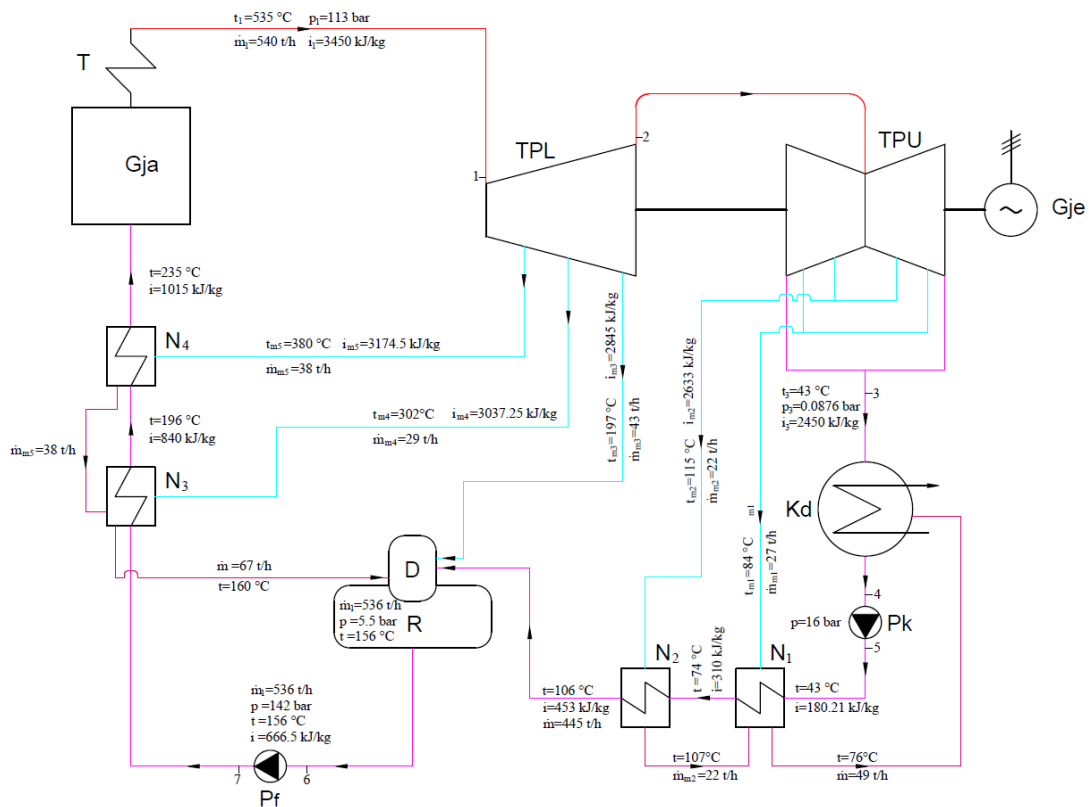 t₁=535 °C p₁=113 bar
ṁ₁=540 t/h i₁=3450 kJ/kg
T
Gja
TPL
2
1
TPU
Gje
t=235 °C
i=1015 kJ/kg
N₄
tₘ₅=380 °C iₘ₅=3174.5 kJ/kg
ṁₘ₅=38 t/h
t=196 °C
i=840 kJ/kg
ṁₘ₅=38 t/h
N₃
tₘ₄=302°C iₘ₄=3037.25 kJ/kg
ṁₘ₄=29 t/h
tₘ₃=197 °C iₘ₃=2845 kJ/kg
ṁₘ₃=43 t/h
tₘ₂=115 °C iₘ₂=2633 kJ/kg
ṁₘ₂=22 t/h
m1
tₘ₁=84 °C
ṁₘ₁=27 t/h
t₃=43 °C
p₃=0.0876 bar
i₃=2450 kJ/kg
3
Kd
4
p=16 bar
Pk
5
ṁ =67 t/h
t=160 °C
D
ṁ₁=536 t/h
p =5.5 bar
t =156 °C
R
N₂
t =74 °C
i=310 kJ/kg
N₁
t=43 °C
i=180.21 kJ/kg
t=106 °C
i=453 kJ/kg
ṁ=445 t/h
t=107°C
ṁₘ₂=22 t/h
t=76°C
ṁ=49 t/h
ṁ₁=536 t/h
p =142 bar
t =156 °C
i =666.5 kJ/kg
7
6
Pf